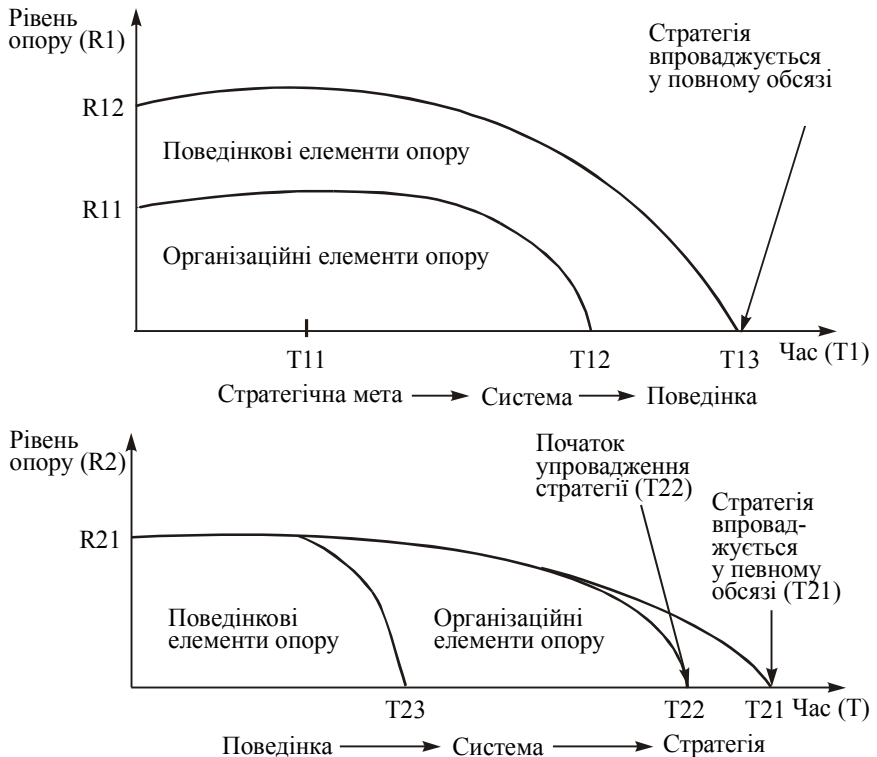 Рівень
опору (R1)
Стратегія
впроваджується
у повному обсязі
R12
Поведінкові елементи опору
R11
Організаційні елементи опору
T11
T12
T13
Час (T1)
Стратегічна мета
Система
Поведінка
Рівень
опору (R2)
Початок
упровадження
стратегії (T22)
Стратегія
впровад-
жується
у певному
обсязі (T21)
R21
Поведінкові
елементи опору
Організаційні
елементи опору
T23
T22
T21
Час (T)
Поведінка
Система
Стратегія